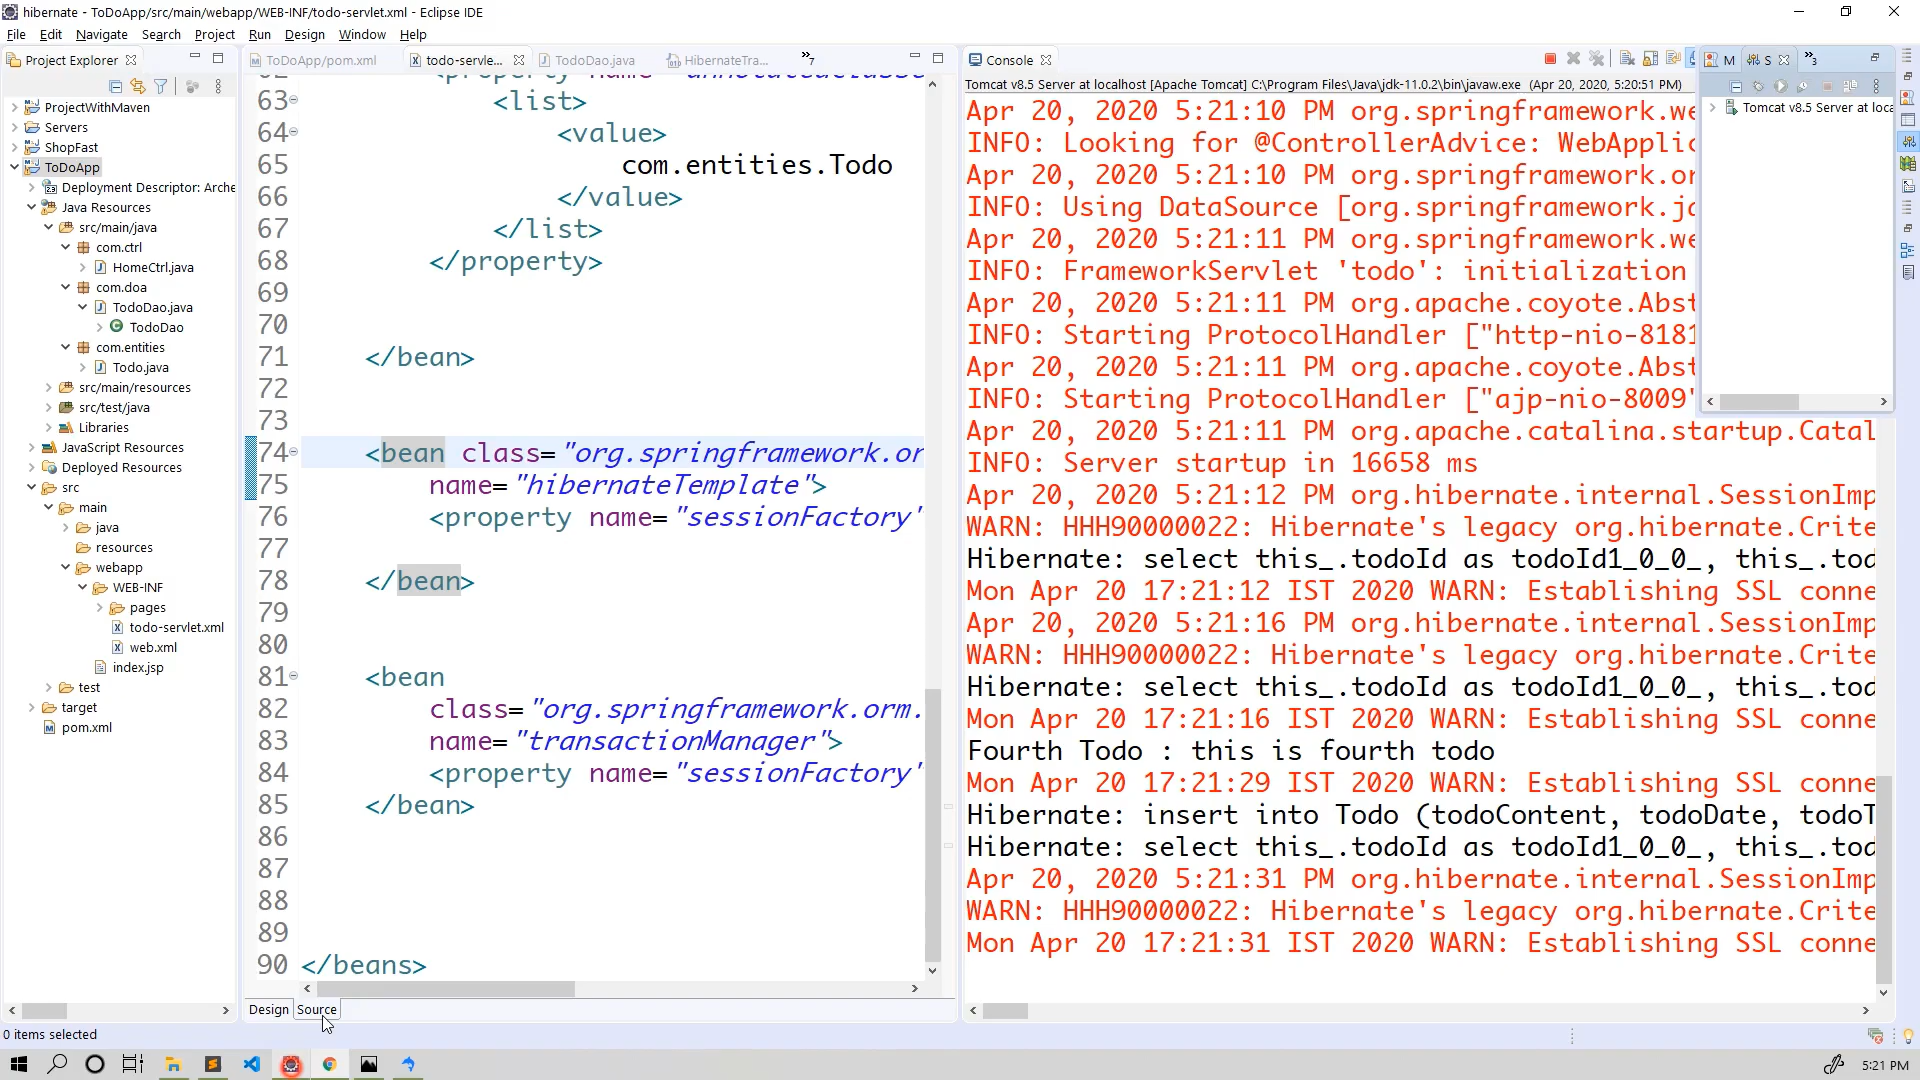 hibernate - ToDoApp/src/main/webapp/WEB-INF/todo-servlet.xml - Eclipse IDE
File Edit Navigate Search Project Run Design Window Help
Project Explorer
ProjectWithMaven
Servers
ShopFast
ToDoApp
Deployment Descriptor: Arche
Java Resources
src/main/java
com.ctrl
HomeCtrl.java
com.doa
TodoDao.java
TodoDao
com.entities
Todo.java
src/main/resources
src/test/java
Libraries
JavaScript Resources
Deployed Resources
src
main
java
resources
webapp
WEB-INF
pages
todo-servlet.xml
web.xml
index.jsp
test
target
pom.xml
ToDoApp/pom.xml todo-servle... TodoDao.java HibernateTra... »7
63 <list>
64 <value>
65 com.entities.Todo
66 </value>
67 </list>
68 </property>
69
70
71 </bean>
72
73
74 <bean class="org.springframework.or
75 name="hibernateTemplate">
76 <property name="sessionFactory"
77
78 </bean>
79
80
81 <bean
82 class="org.springframework.orm.
83 name="transactionManager">
84 <property name="sessionFactory"
85 </bean>
86
87
88
89
90 </beans>
Design Source
Console
Tomcat v8.5 Server at localhost [Apache Tomcat] C:\Program Files\Java\jdk-11.0.2\bin\javaw.exe (Apr 20, 2020, 5:20:51 PM)
Apr 20, 2020 5:21:10 PM org.springframework.we
INFO: Looking for @ControllerAdvice: WebApplic
Apr 20, 2020 5:21:10 PM org.springframework.or
INFO: Using DataSource [org.springframework.jd
Apr 20, 2020 5:21:11 PM org.springframework.we
INFO: FrameworkServlet 'todo': initialization
Apr 20, 2020 5:21:11 PM org.apache.coyote.Abst
INFO: Starting ProtocolHandler ["http-nio-8181
Apr 20, 2020 5:21:11 PM org.apache.coyote.Abst
INFO: Starting ProtocolHandler ["ajp-nio-8009"
Apr 20, 2020 5:21:11 PM org.apache.catalina.startup.Catal
INFO: Server startup in 16658 ms
Apr 20, 2020 5:21:12 PM org.hibernate.internal.SessionImp
WARN: HHH90000022: Hibernate's legacy org.hibernate.Crite
Hibernate: select this_.todoId as todoId1_0_0_, this_.tod
Mon Apr 20 17:21:12 IST 2020 WARN: Establishing SSL conne
Apr 20, 2020 5:21:16 PM org.hibernate.internal.SessionImp
WARN: HHH90000022: Hibernate's legacy org.hibernate.Crite
Hibernate: select this_.todoId as todoId1_0_0_, this_.tod
Mon Apr 20 17:21:16 IST 2020 WARN: Establishing SSL conne
Fourth Todo : this is fourth todo
Mon Apr 20 17:21:29 IST 2020 WARN: Establishing SSL conne
Hibernate: insert into Todo (todoContent, todoDate, todoT
Hibernate: select this_.todoId as todoId1_0_0_, this_.tod
Apr 20, 2020 5:21:31 PM org.hibernate.internal.SessionImp
WARN: HHH90000022: Hibernate's legacy org.hibernate.Crite
Mon Apr 20 17:21:31 IST 2020 WARN: Establishing SSL conne
M S »3
Tomcat v8.5 Server at loca
0 items selected
5:21 PM